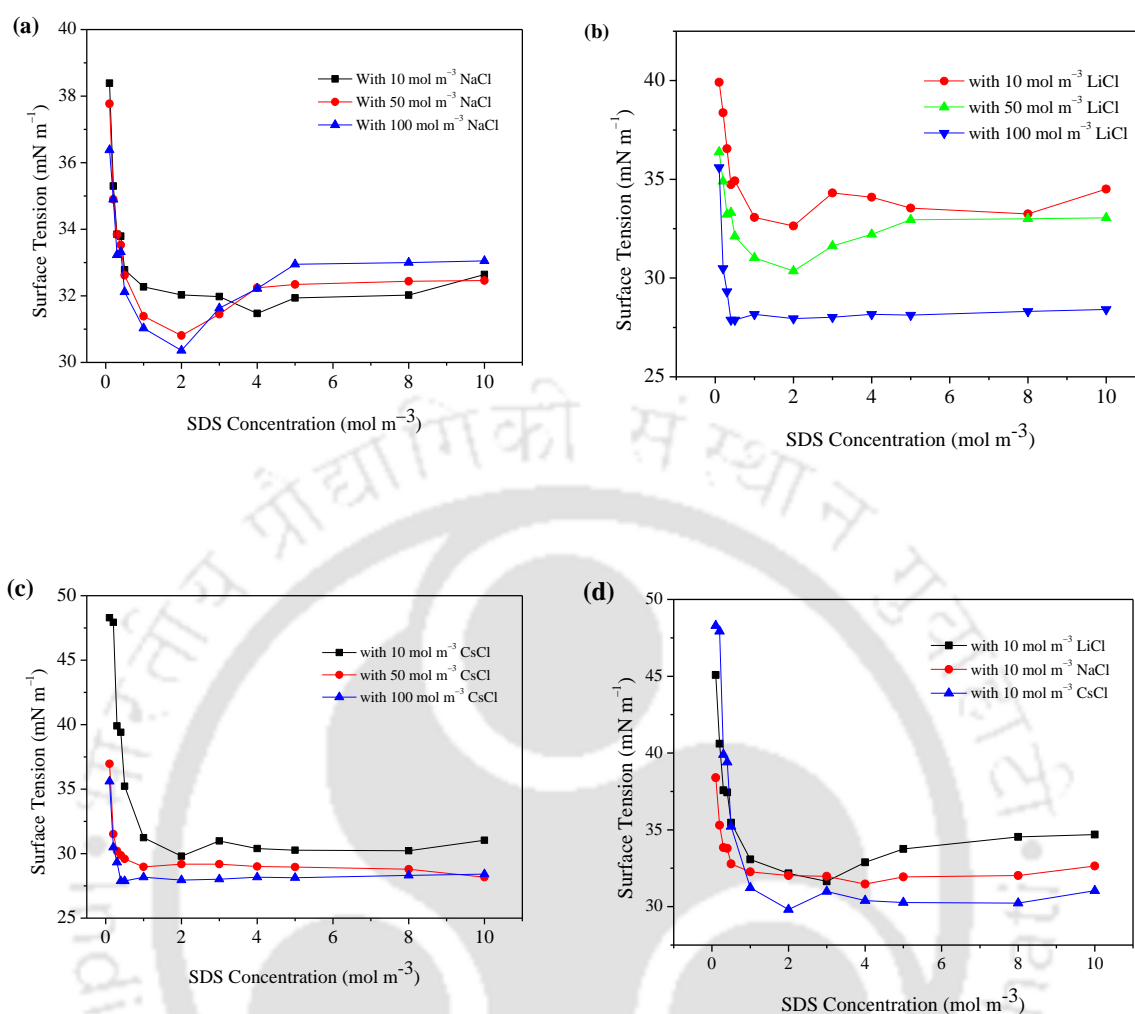 (a)
40
38
36
34
32
30
Surface Tension (mN m⁻¹)
With 10 mol m⁻³ NaCl
With 50 mol m⁻³ NaCl
With 100 mol m⁻³ NaCl
0 2 4 6 8 10
SDS Concentration (mol m⁻³)
(b)
40
35
30
25
Surface Tension (mN m⁻¹)
with 10 mol m⁻³ LiCl
with 50 mol m⁻³ LiCl
with 100 mol m⁻³ LiCl
0 2 4 6 8 10
SDS Concentration (mol m⁻³)
(c)
50
45
40
35
30
25
Surface Tension (mN m⁻¹)
with 10 mol m⁻³ CsCl
with 50 mol m⁻³ CsCl
with 100 mol m⁻³ CsCl
0 2 4 6 8 10
SDS Concentration (mol m⁻³)
(d)
50
45
40
35
30
Surface Tension (mN m⁻¹)
with 10 mol m⁻³ LiCl
with 10 mol m⁻³ NaCl
with 10 mol m⁻³ CsCl
0 2 4 6 8 10
SDS Concentration (mol m⁻³)
प्रौद्योगिकी संस्थान